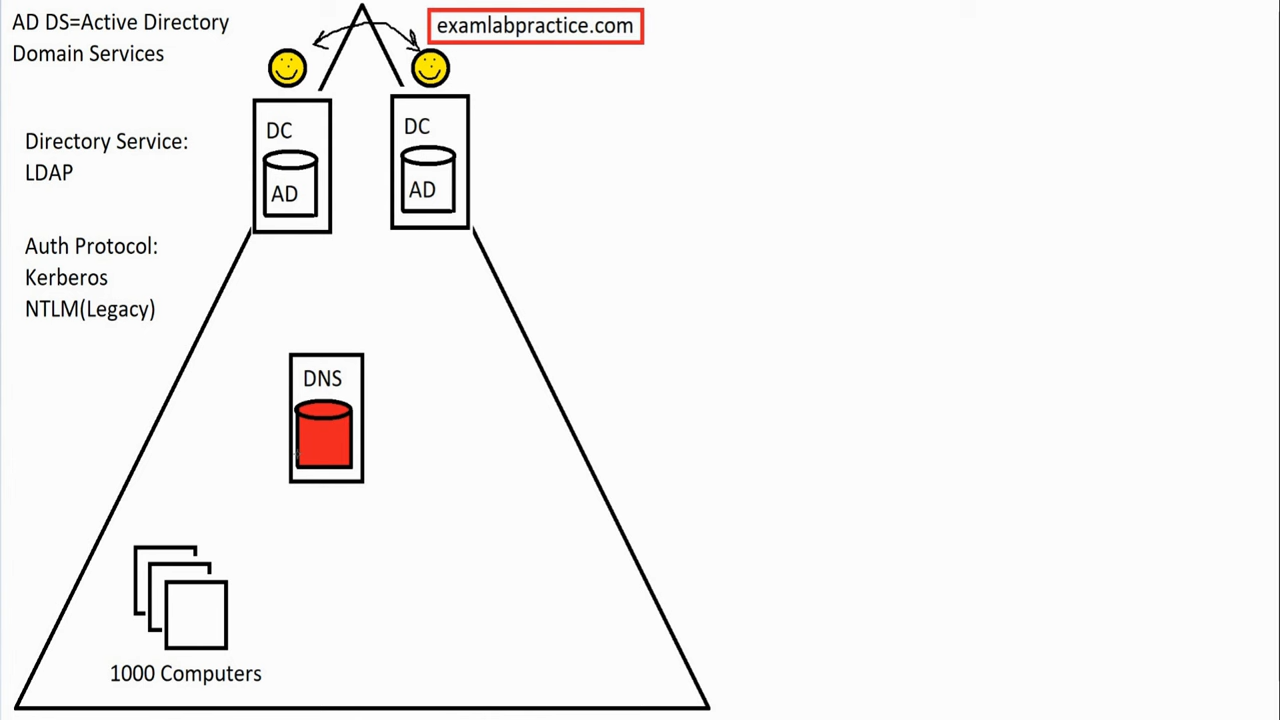 AD DS=Active Directory
Domain Services
examlabpractice.com
DC
AD
DC
AD
Directory Service:
LDAP
Auth Protocol:
Kerberos
NTLM(Legacy)
DNS
1000 Computers